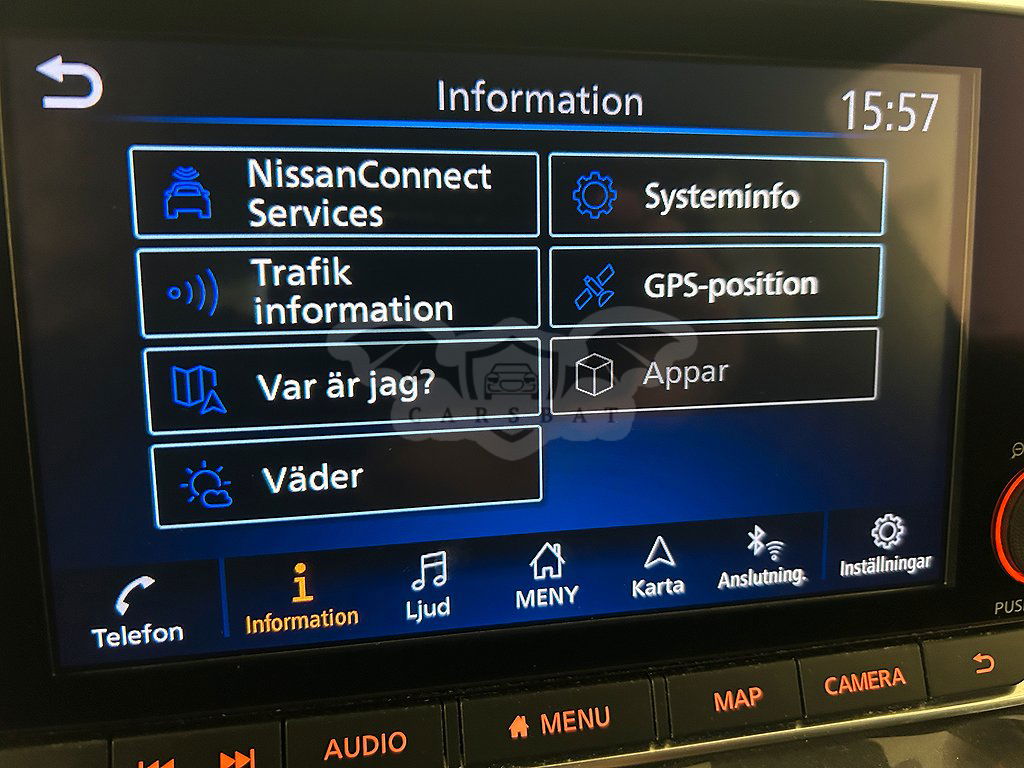 Information
15:57
NissanConnect
Services
Systeminfo
Trafik
information
GPS-position
Var är jag?
Appar
CARSBAT
Väder
Telefon
Information
Ljud
MENY
Karta
Anslutning.
Inställningar
AUDIO
MENU
MAP
CAMERA